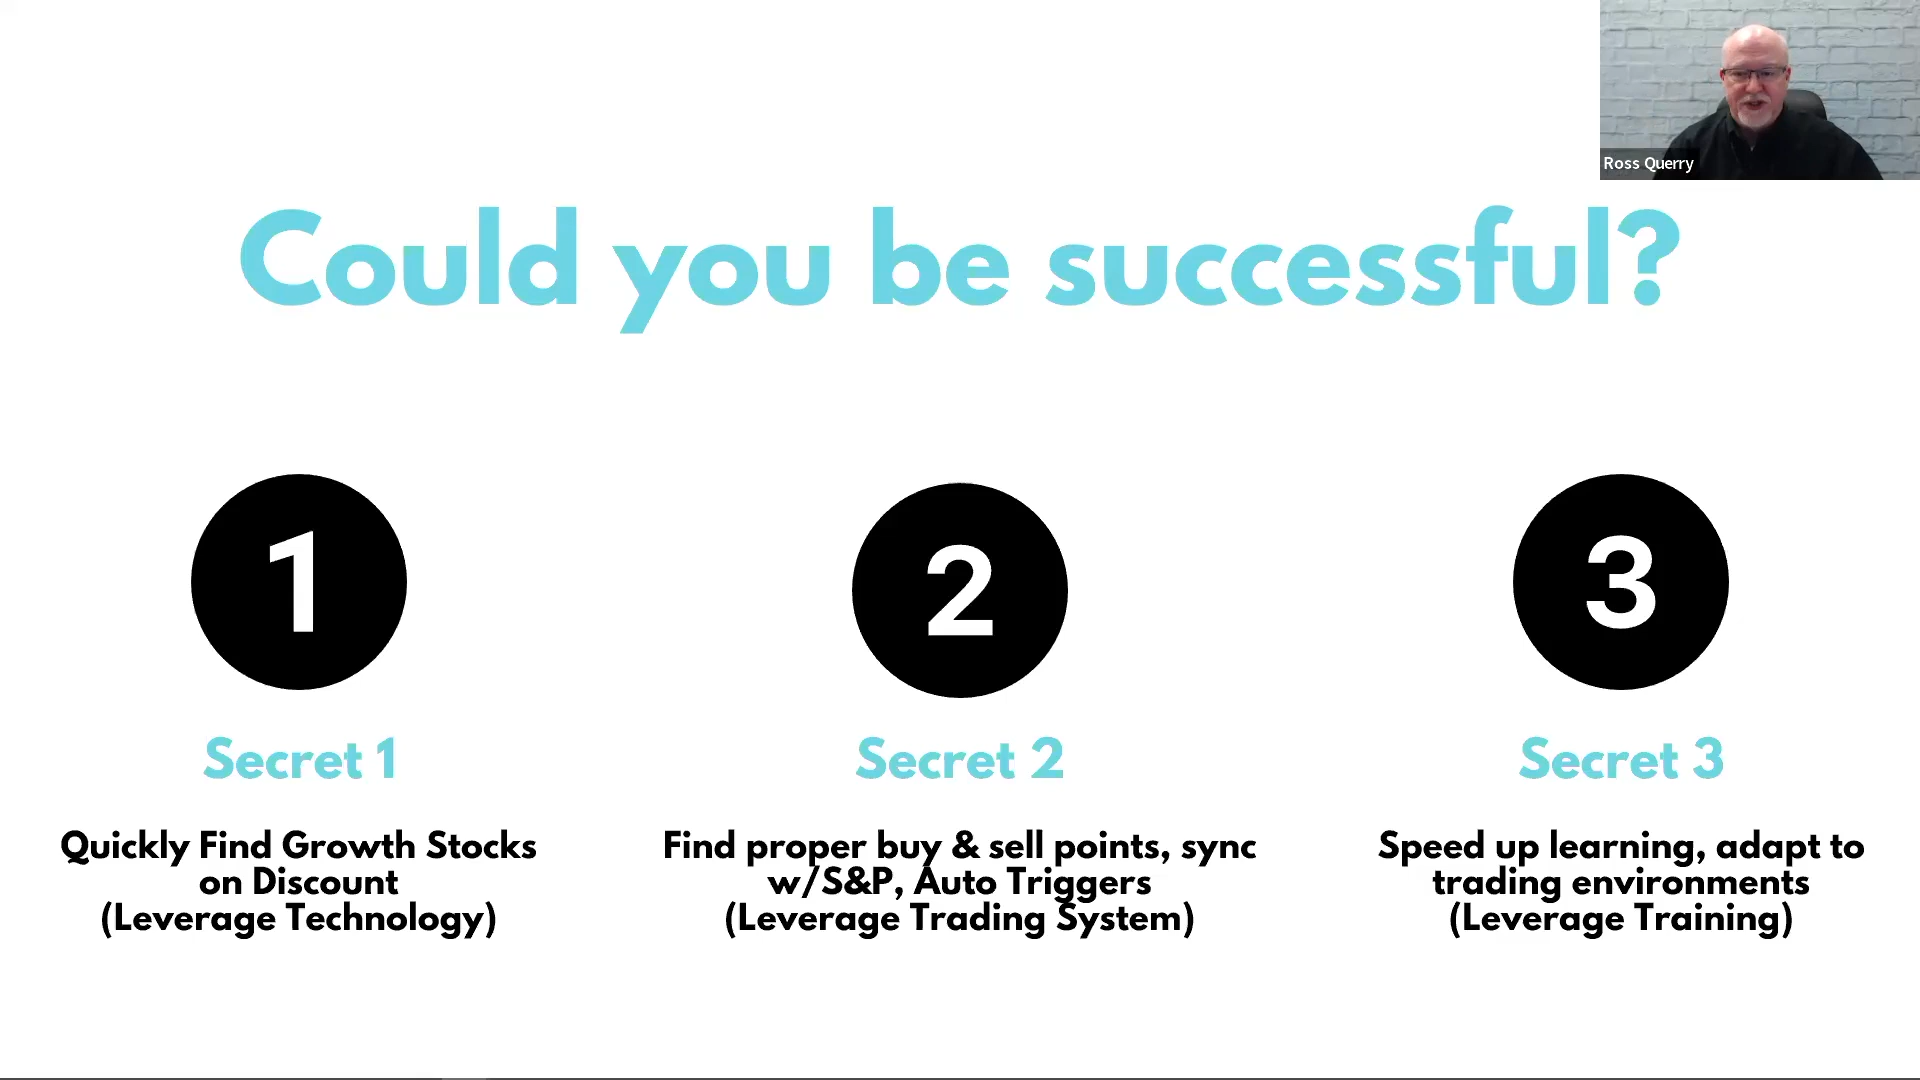 Ross Querry
Could you be successful?
1
2
3
Secret 1
Secret 2
Secret 3
Quickly Find Growth Stocks
on Discount
(Leverage Technology)
Find proper buy & sell points, sync
w/S&P, Auto Triggers
(Leverage Trading System)
Speed up learning, adapt to
trading environments
(Leverage Training)